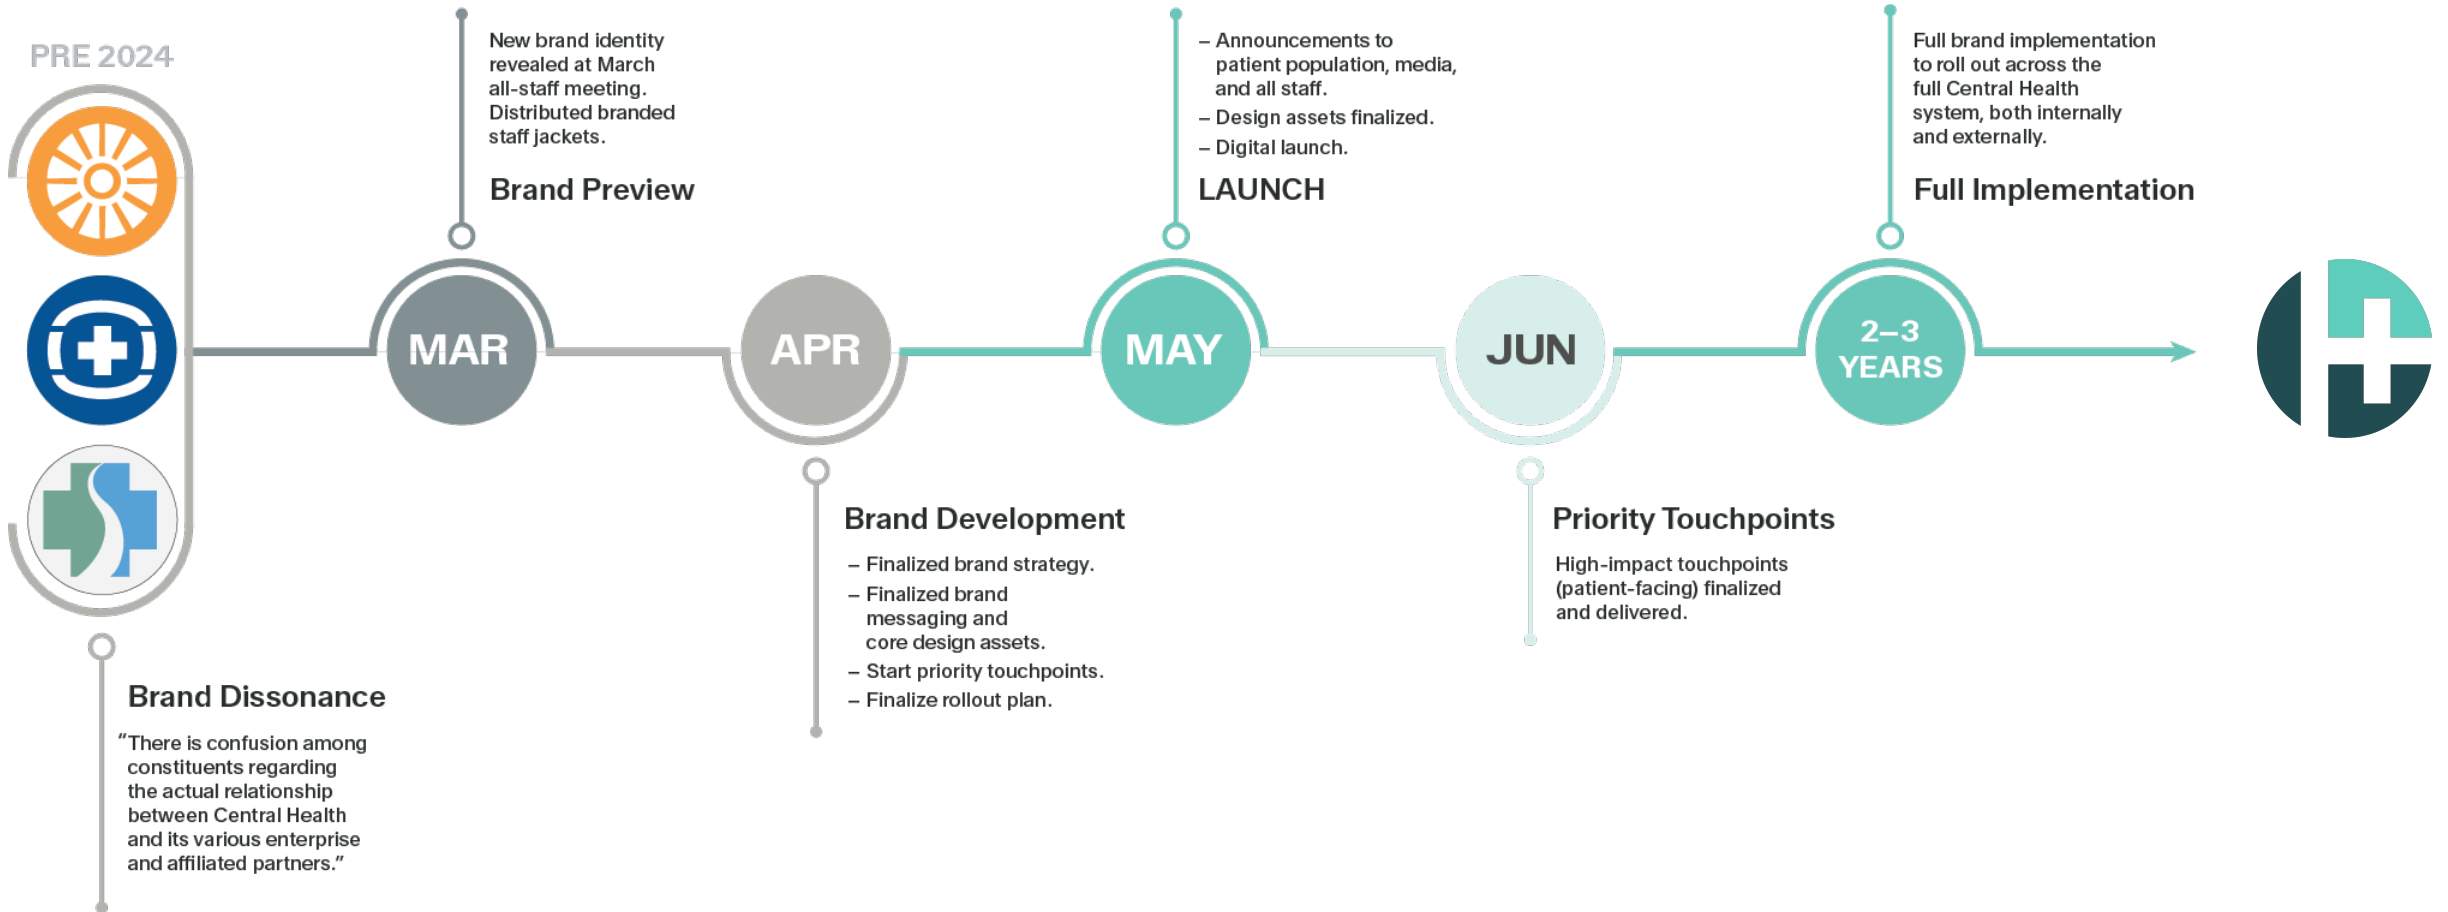 PRE 2024
Brand Dissonance
"There is confusion among
constituents regarding
the actual relationship
between Central Health
and its various enterprise
and affiliated partners."
New brand identity
revealed at March
all-staff meeting.
Distributed branded
staff jackets.
Brand Preview
MAR
APR
Brand Development
– Finalized brand strategy.
– Finalized brand
messaging and
core design assets.
– Start priority touchpoints.
– Finalize rollout plan.
– Announcements to
patient population, media,
and all staff.
– Design assets finalized.
– Digital launch.
LAUNCH
MAY
JUN
Priority Touchpoints
High-impact touchpoints
(patient-facing) finalized
and delivered.
Full brand implementation
to roll out across the
full Central Health
system, both internally
and externally.
Full Implementation
2–3
YEARS